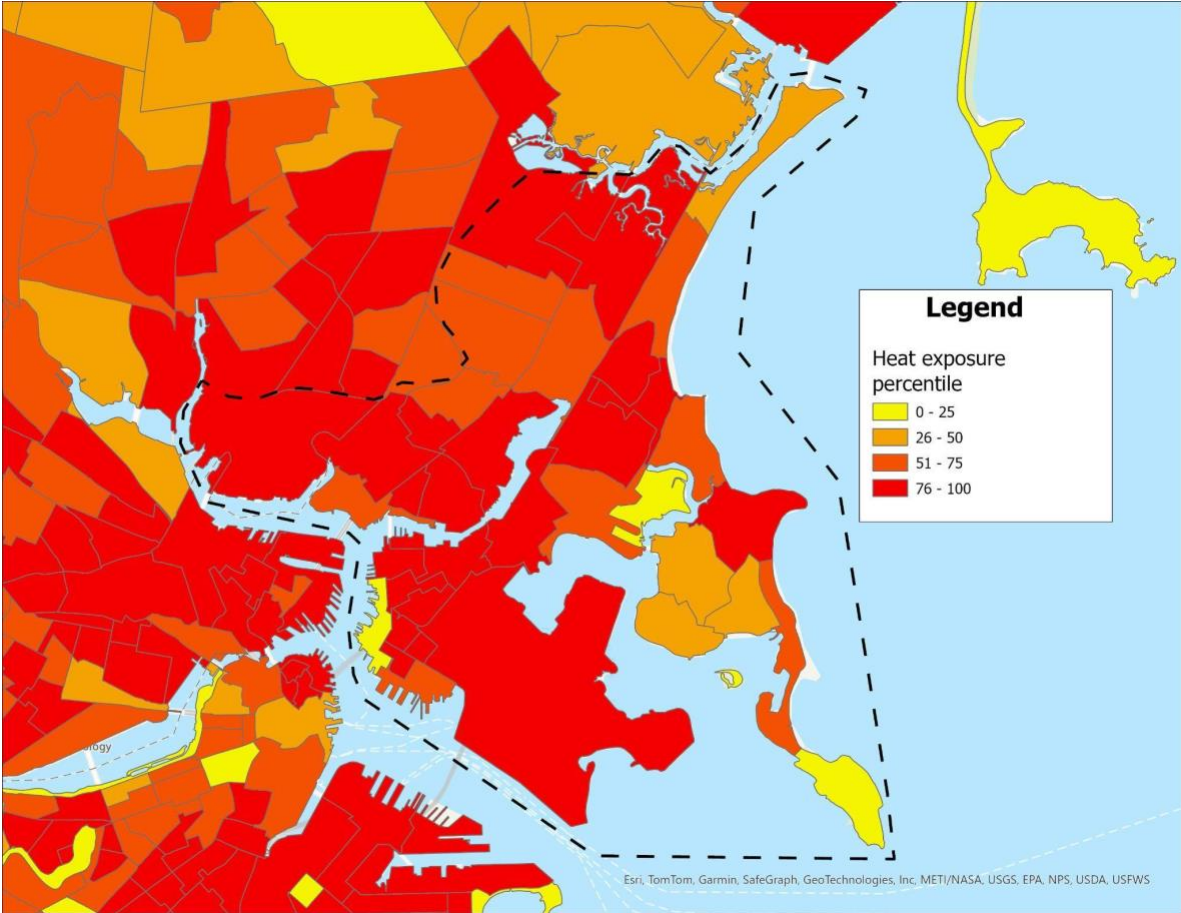 Legend
Heat exposure
percentile
0 - 25
26 - 50
51 - 75
76 - 100
ology
Esri, TomTom, Garmin, SafeGraph, GeoTechnologies, Inc, METI/NASA, USGS, EPA, NPS, USDA, USFWS